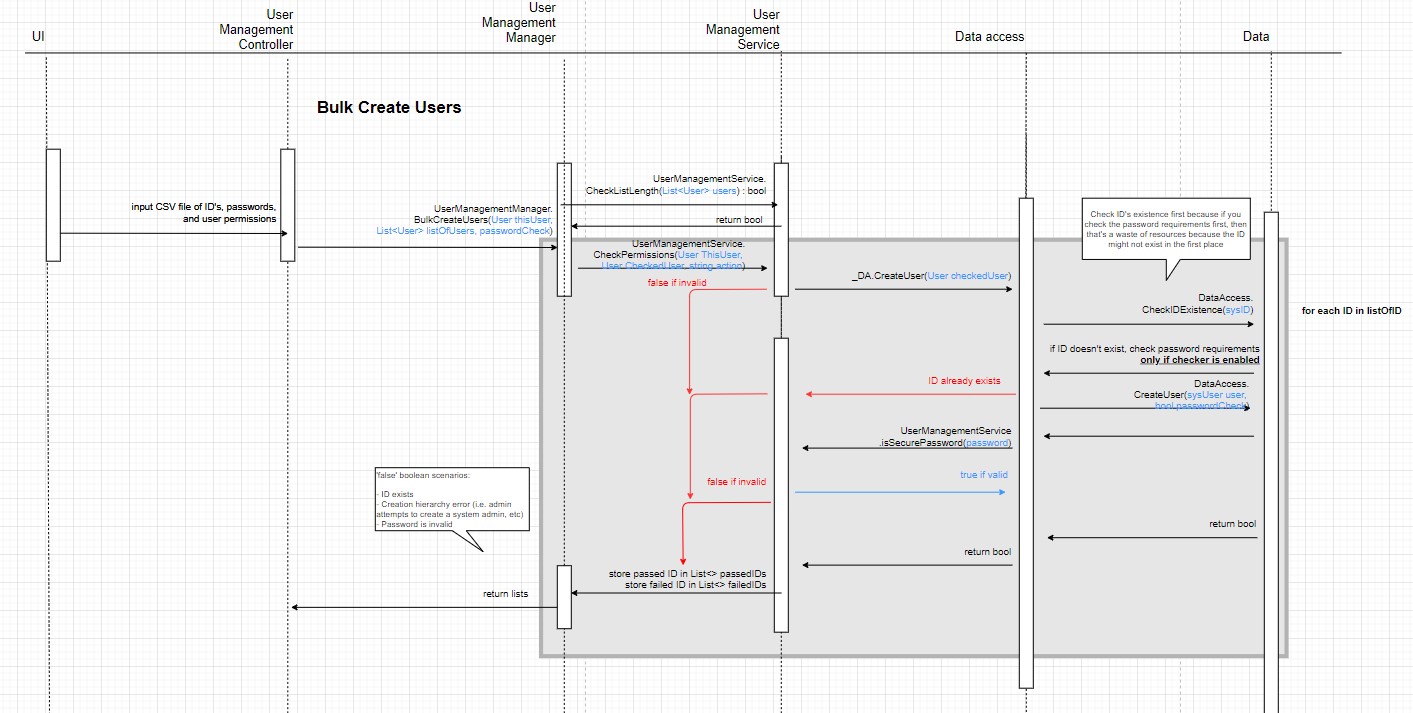 UI
User
Management
Controller
User
Management
Manager
User
Management
Service
Data access
Data
Bulk Create Users
input CSV file of ID's, passwords,
and user permissions
UserManagementManager.
BulkCreateUsers(User thisUser,
List<User> listOfUsers, passwordCheck)
UserManagementService.
CheckListLength(List<User> users) : bool
return bool
UserManagementService.
CheckPermissions(User ThisUser,
User CheckedUser, string action)
false if invalid
_DA.CreateUser(User checkedUser)
Check ID's existence first because if you
check the password requirements first, then
that's a waste of resources because the ID
might not exist in the first place
DataAccess.
CheckIDExistence(sysID)
for each ID in listOfID
if ID doesn't exist, check password requirements
only if checker is enabled
ID already exists
DataAccess.
CreateUser(sysUser user,
bool passwordCheck)
UserManagementService
.isSecurePassword(password)
false if invalid
true if valid
'false' boolean scenarios:
- ID exists
- Creation hierarchy error (i.e. admin
attempts to create a system admin, etc)
- Password is invalid
return bool
return bool
store passed ID in List<> passedIDs
store failed ID in List<> failedIDs
return lists